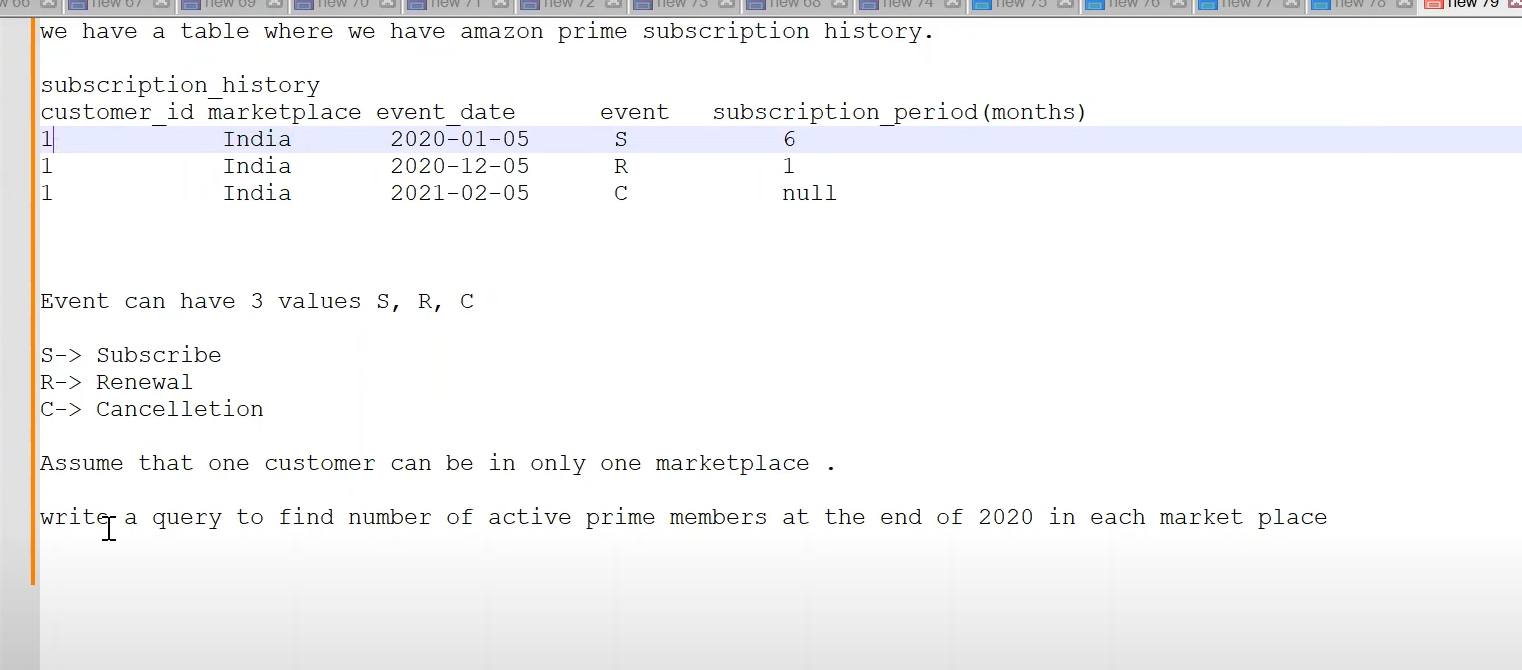 new 67 new 69 new 70 new 71 new 72 new 73 new 68 new 74 new 75 new 76 new 77 new 78 new 79
we have a table where we have amazon prime subscription history.
subscription_history
customer_id marketplace event_date event subscription_period(months)
1 India 2020-01-05 S 6
1 India 2020-12-05 R 1
1 India 2021-02-05 C null
Event can have 3 values S, R, C
S-> Subscribe
R-> Renewal
C-> Cancelletion
Assume that one customer can be in only one marketplace .
write a query to find number of active prime members at the end of 2020 in each market place